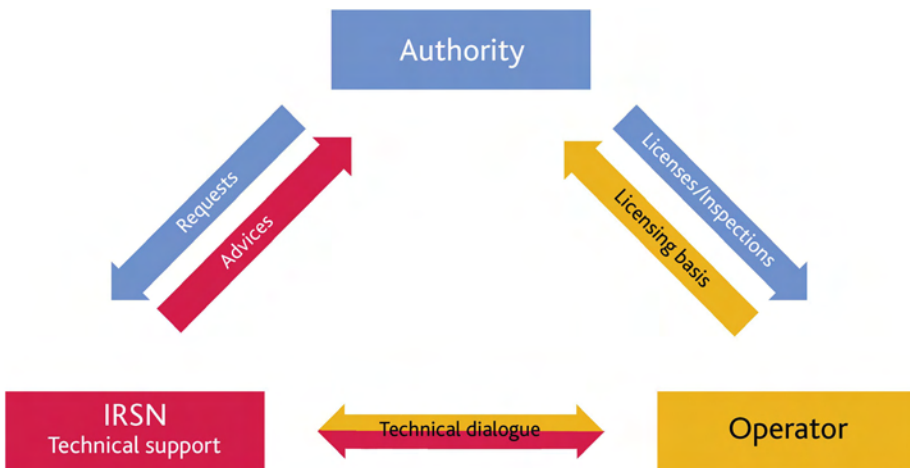 Authority
Requests
Advices
Licenses/Inspections
Licensing basis
IRSN
Technical support
Technical dialogue
Operator